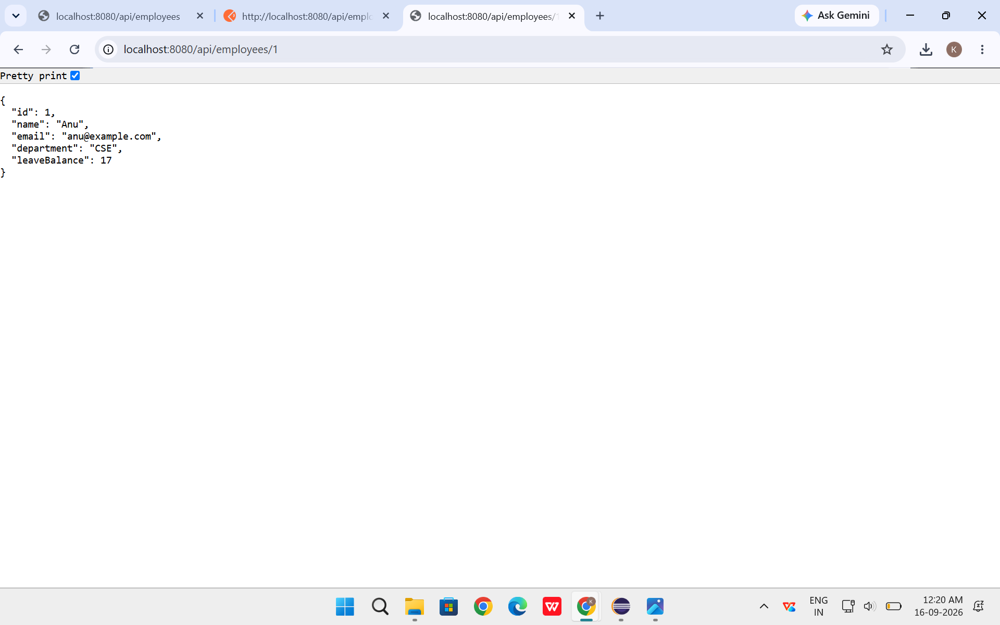 localhost:8080/api/employees
http://localhost:8080/api/emplo
localhost:8080/api/employees/1
Ask Gemini
localhost:8080/api/employees/1
K
Pretty print
{
"id": 1,
"name": "Anu",
"email": "anu@example.com",
"department": "CSE",
"leaveBalance": 17
}
K
ENG
IN
12:20 AM
16-09-2026